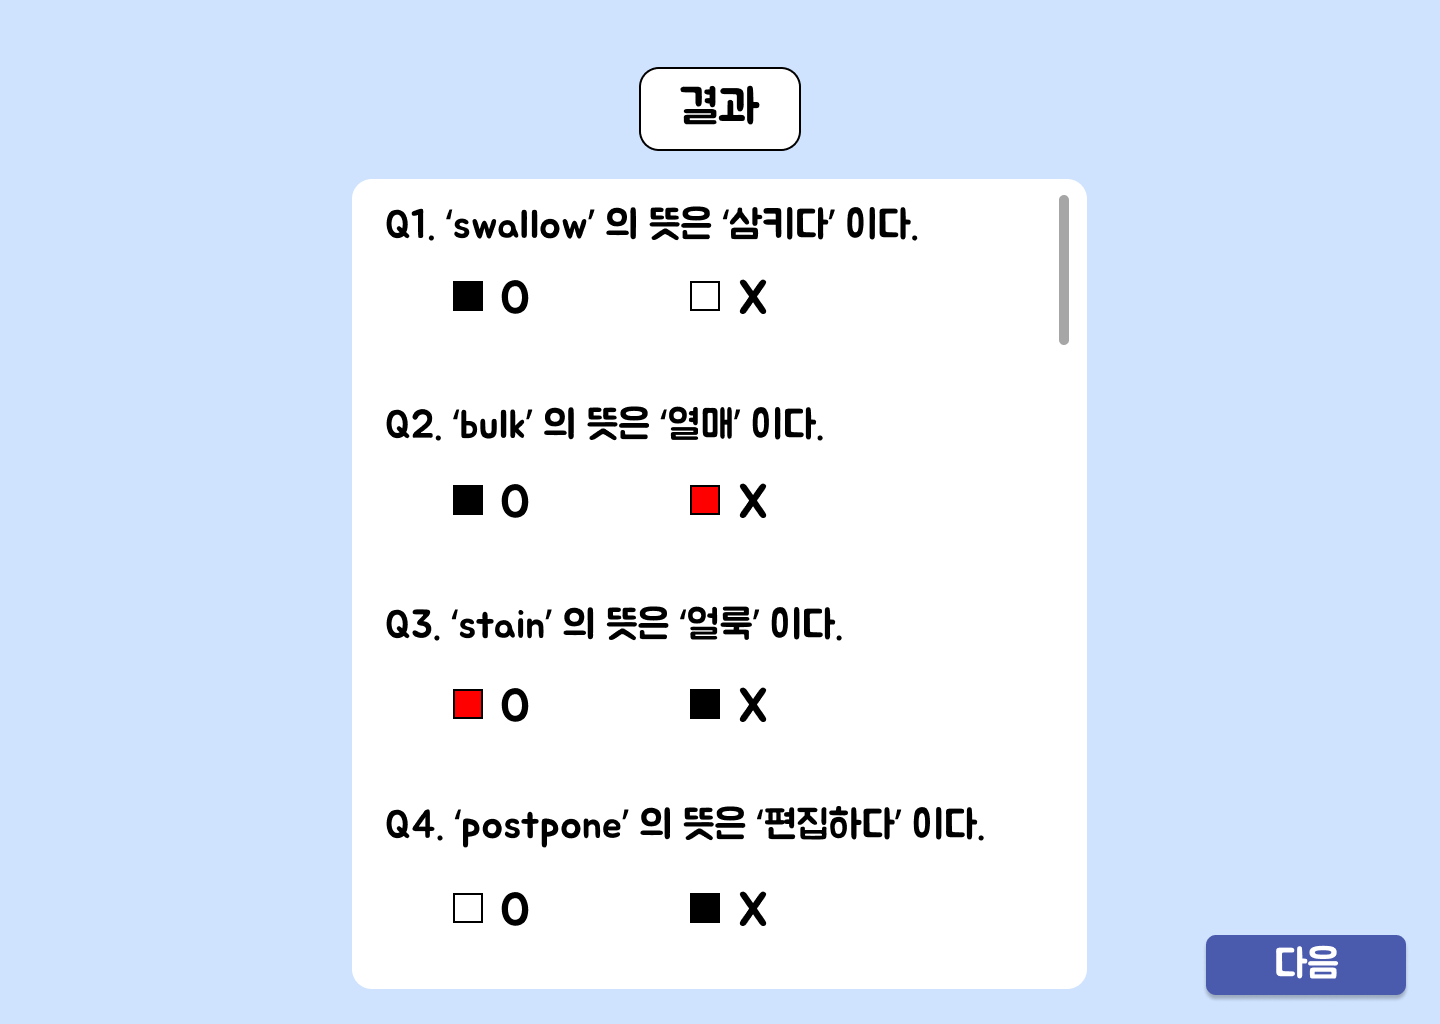 결과
Q1. ‘swallow’ 의 뜻은 ‘삼키다’ 이다.
O X
Q2. ‘bulk’ 의 뜻은 ‘열매’ 이다.
O X
Q3. ‘stain’ 의 뜻은 ‘얼룩’ 이다.
O X
Q4. ‘postpone’ 의 뜻은 ‘편집하다’ 이다.
O X
다음